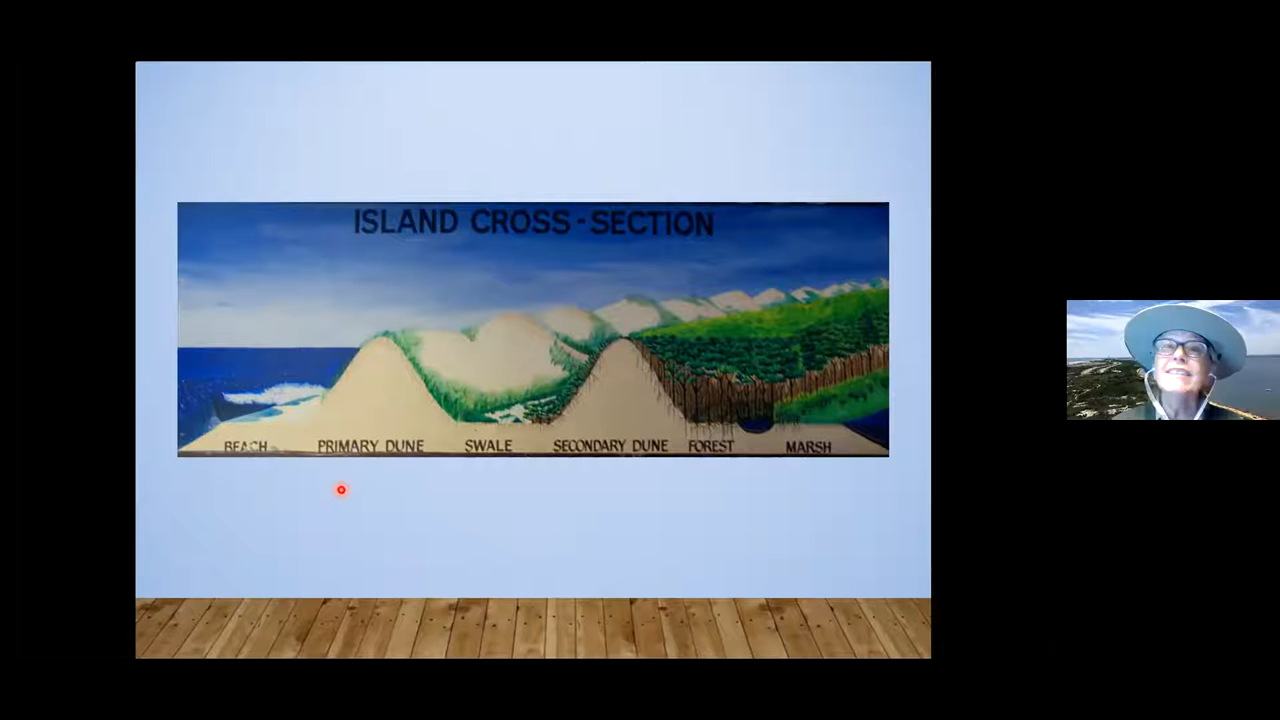 ISLAND CROSS-SECTION
BEACH PRIMARY DUNE SWALE SECONDARY DUNE FOREST MARSH